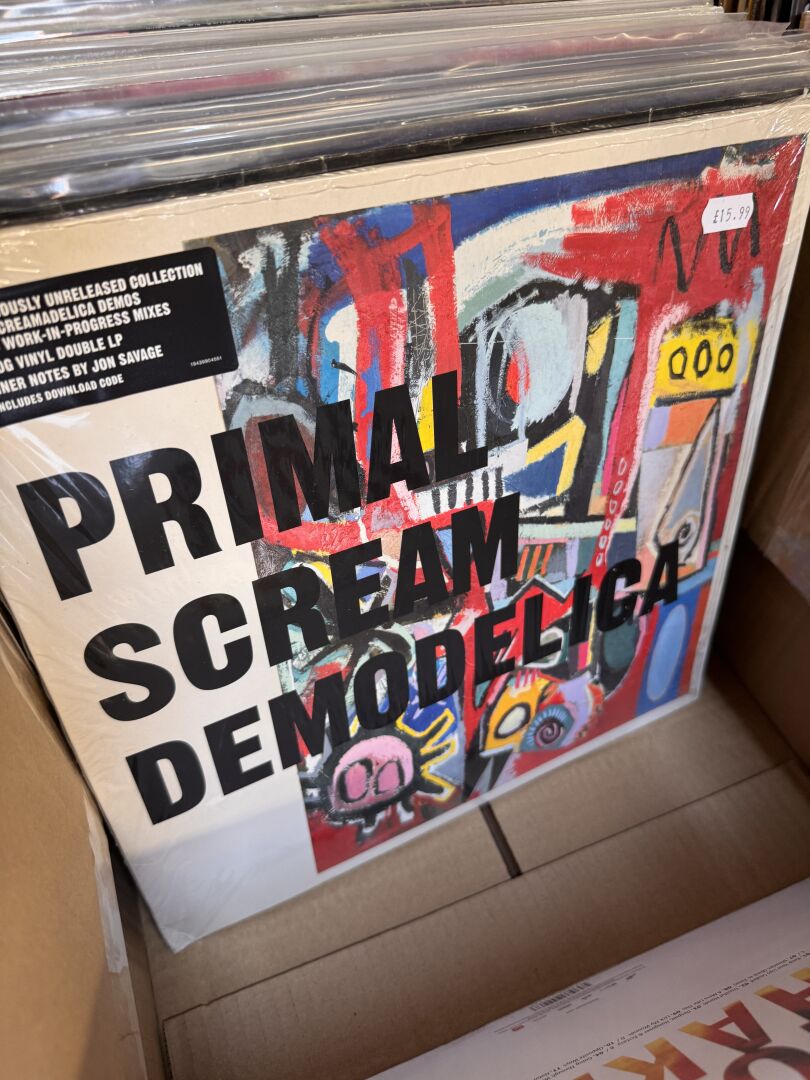 £15.99
OUSLY UNRELEASED COLLECTION
CREAMADELICA DEMOS
WORK-IN-PROGRESS MIXES
0G VINYL DOUBLE LP
NER NOTES BY JON SAVAGE
NCLUDES DOWNLOAD CODE
PRIMAL
SCREAM
DEMODELICA